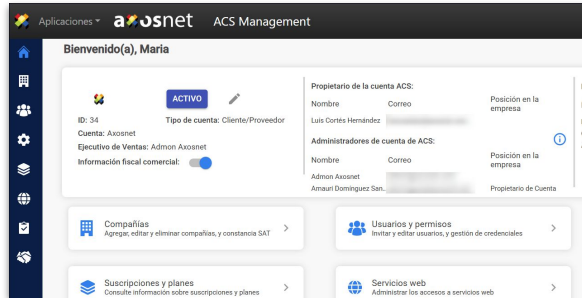 Aplicaciones axosnet ACS Management
Bienvenido(a), Maria
ACTIVO
ID: 34 Tipo de cuenta: Cliente/Proveedor
Cuenta: Axosnet
Ejecutivo de Ventas: Admon Axosnet
Información fiscal comercial:
Propietario de la cuenta ACS:
Nombre Correo Posición en la
empresa
Luis Cortés Hernández
Administradores de cuenta de ACS:
Nombre Correo Posición en la
empresa
Admon Axosnet
Amauri Dominguez San. Propietario de Cuenta
Compañías
Agregar, editar y eliminar compañías, y constancia SAT
Usuarios y permisos
Invitar y editar usuarios, y gestión de credenciales
Suscripciones y planes
Consulte información sobre suscripciones y planes
Servicios web
Administrar los accesos a servicios web